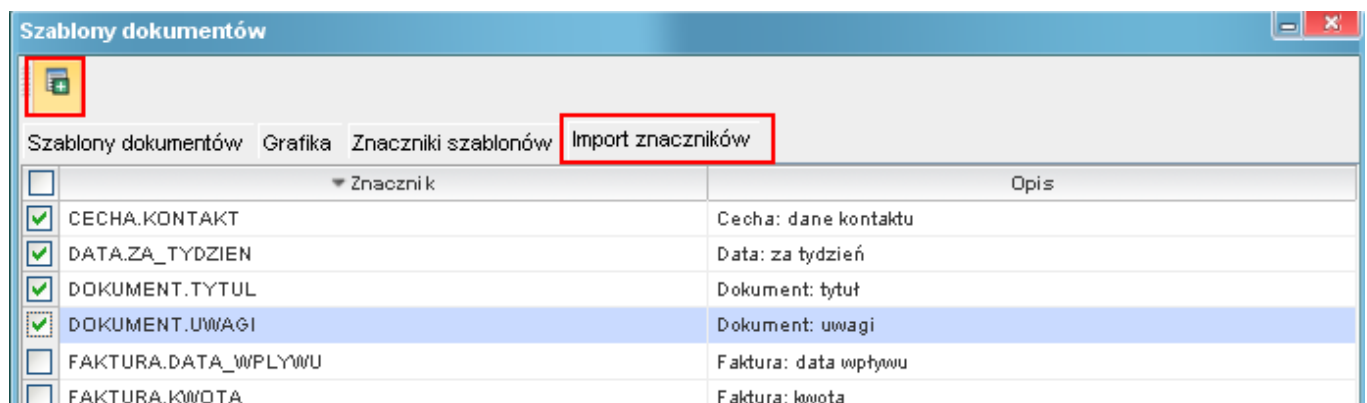 Szablony dokumentów
Szablony dokumentów Grafika Znaczniki szablonów Import znaczników
Znacznik Opis
CECHA.KONTAKT Cecha: dane kontaktu
DATA.ZA_TYDZIEN Data: za tydzień
DOKUMENT.TYTUL Dokument: tytuł
DOKUMENT.UWAGI Dokument: uwagi
FAKTURA.DATA_WPLYWU Faktura: data wpływu
FAKTURA.KWOTA Faktura: kwota